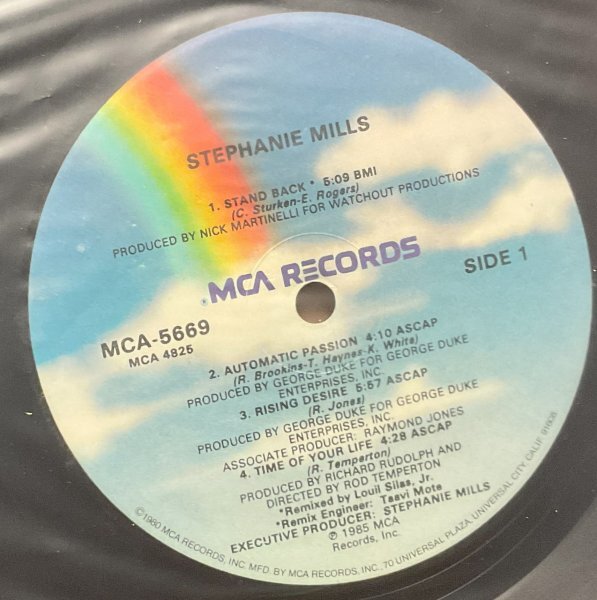 STEPHANIE MILLS
1. STAND BACK * 5:09 BMI
(C. Sturken-E. Rogers)
PRODUCED BY NICK MARTINELLI FOR WATCHOUT PRODUCTIONS
®MCA RECORDS
MCA-5669
MCA 4825
SIDE 1
2. AUTOMATIC PASSION 4:10 ASCAP
(R. Brookins-T. Haynes-K. White)
PRODUCED BY GEORGE DUKE FOR GEORGE DUKE
ENTERPRISES, INC.
3. RISING DESIRE 5:57 ASCAP
(R. Jones)
PRODUCED BY GEORGE DUKE FOR GEORGE DUKE
ENTERPRISES, INC.
ASSOCIATE PRODUCER: RAYMOND JONES
4. TIME OF YOUR LIFE 4:28 ASCAP
(R. Temperton)
PRODUCED BY RICHARD RUDOLPH AND
DIRECTED BY ROD TEMPERTON
*Remixed by Louil Silas, Jr.
*Remix Engineer: Taavi Mote
EXECUTIVE PRODUCER: STEPHANIE MILLS
℗ 1985 MCA
Records, Inc.
©1980 MCA RECORDS, INC. MFD. BY MCA RECORDS, INC., 70 UNIVERSAL PLAZA, UNIVERSAL CITY, CALIF. 91608